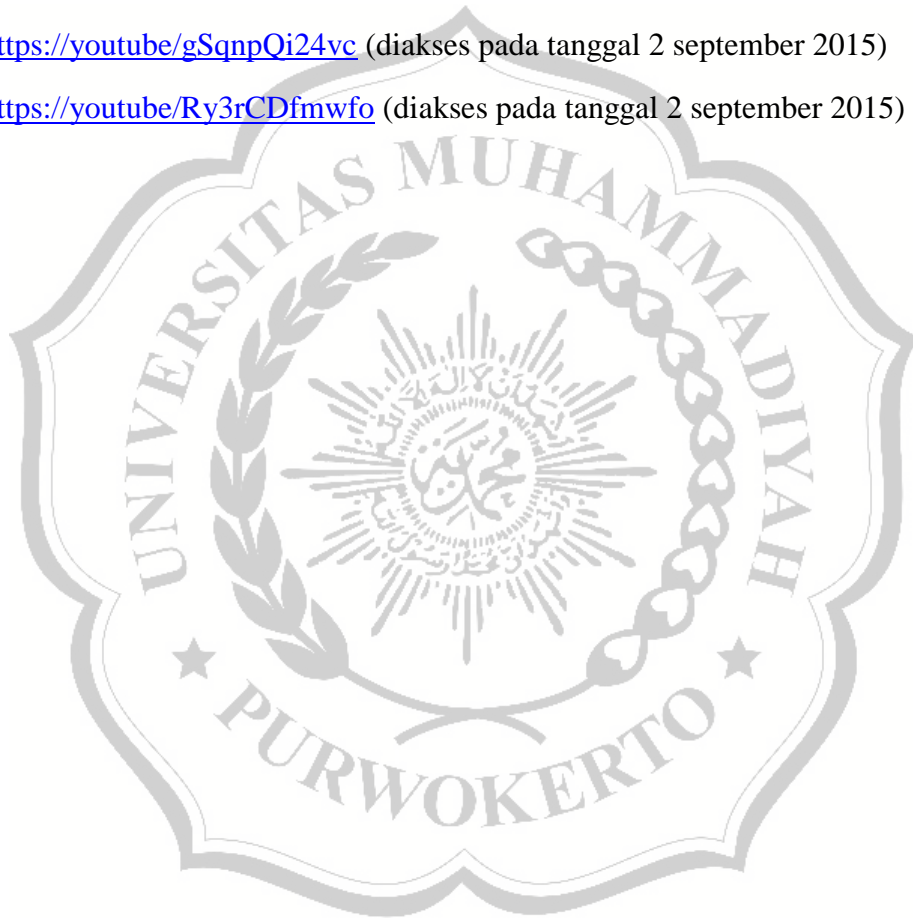 ttps://youtube/gSqnpQi24vc (diakses pada tanggal 2 september 2015)
ttps://youtube/Ry3rCDfmwfo (diakses pada tanggal 2 september 2015)
UNIVERSITAS MUHAMMADIYAH
PURWOKERTO